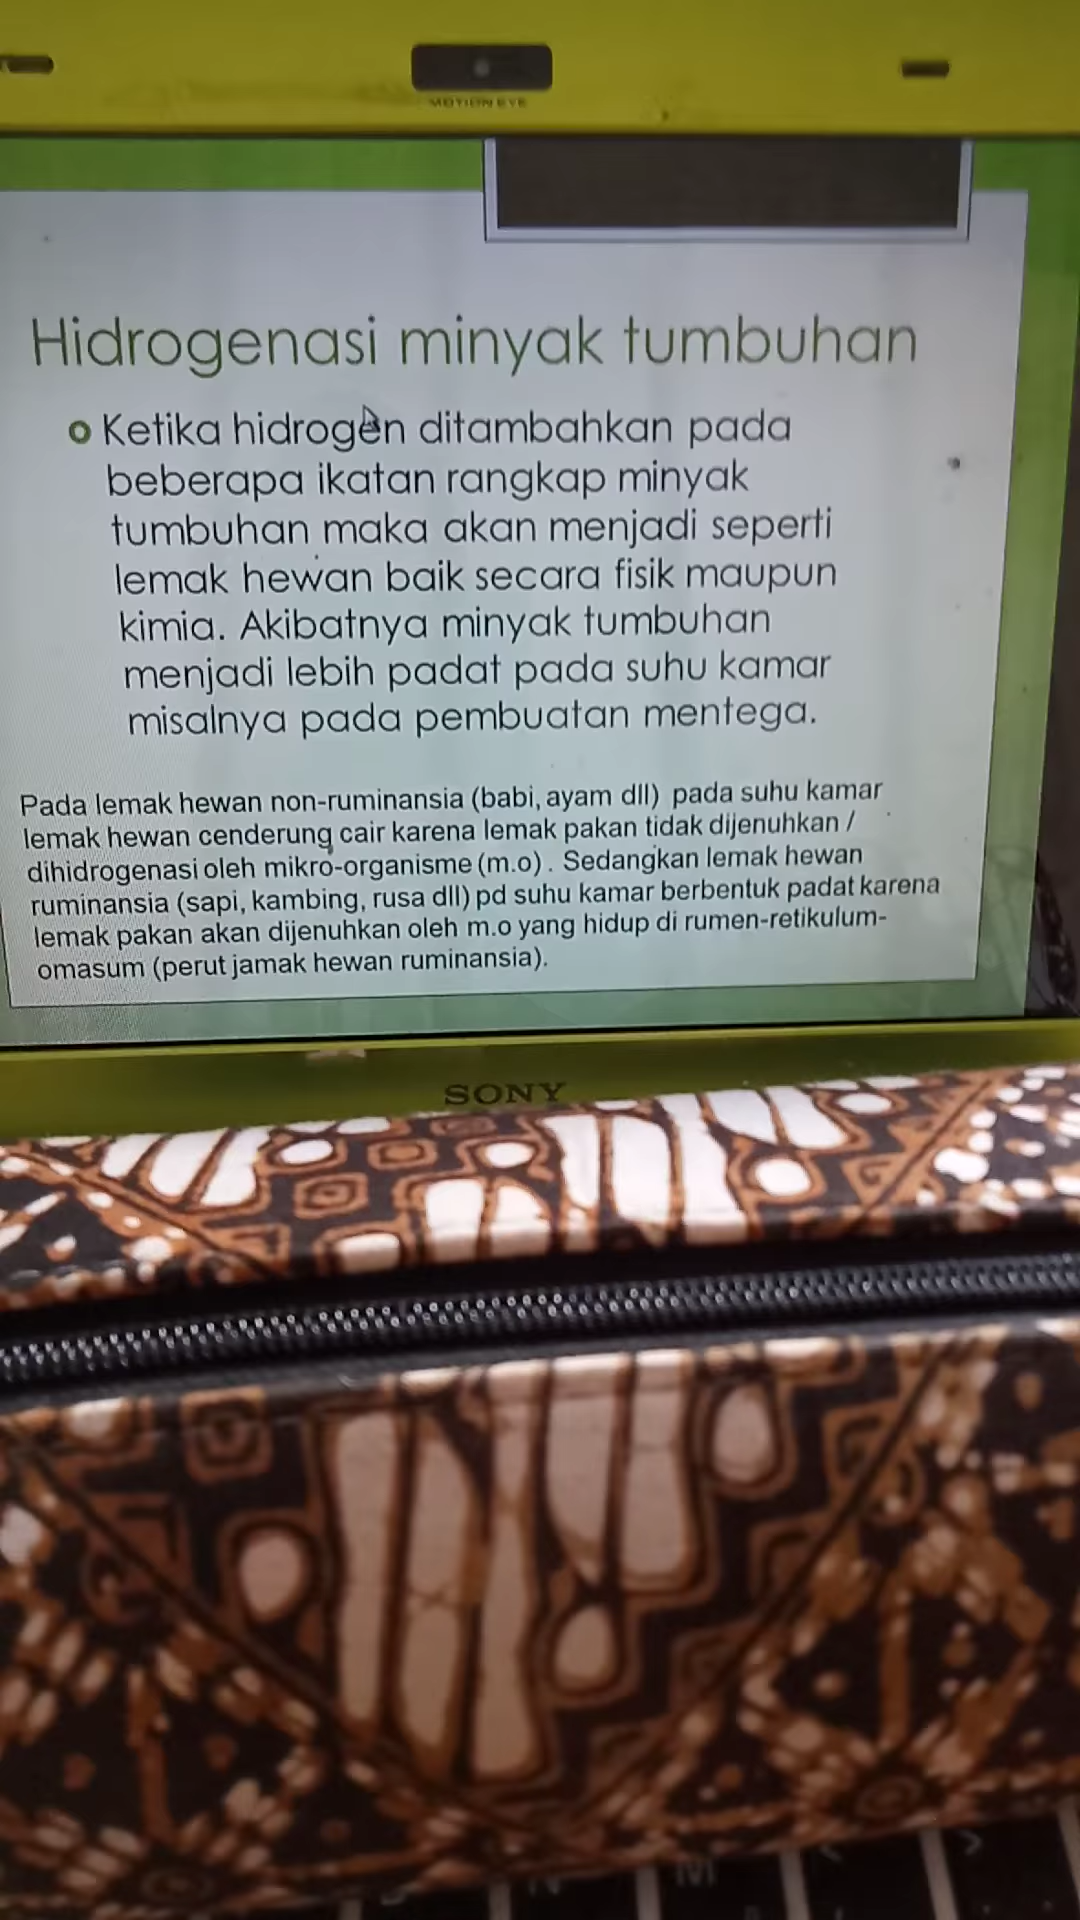 MOTION EYE
Hidrogenasi minyak tumbuhan
Ketika hidrogen ditambahkan pada
beberapa ikatan rangkap minyak
tumbuhan maka akan menjadi seperti
lemak hewan baik secara fisik maupun
kimia. Akibatnya minyak tumbuhan
menjadi lebih padat pada suhu kamar
misalnya pada pembuatan mentega.
Pada lemak hewan non-ruminansia (babi, ayam dll) pada suhu kamar
lemak hewan cenderung cair karena lemak pakan tidak dijenuhkan /
dihidrogenasi oleh mikro-organisme (m.o). Sedangkan lemak hewan
ruminansia (sapi, kambing, rusa dll) pd suhu kamar berbentuk padat karena
lemak pakan akan dijenuhkan oleh m.o yang hidup di rumen-retikulum-
omasum (perut jamak hewan ruminansia).
SONY